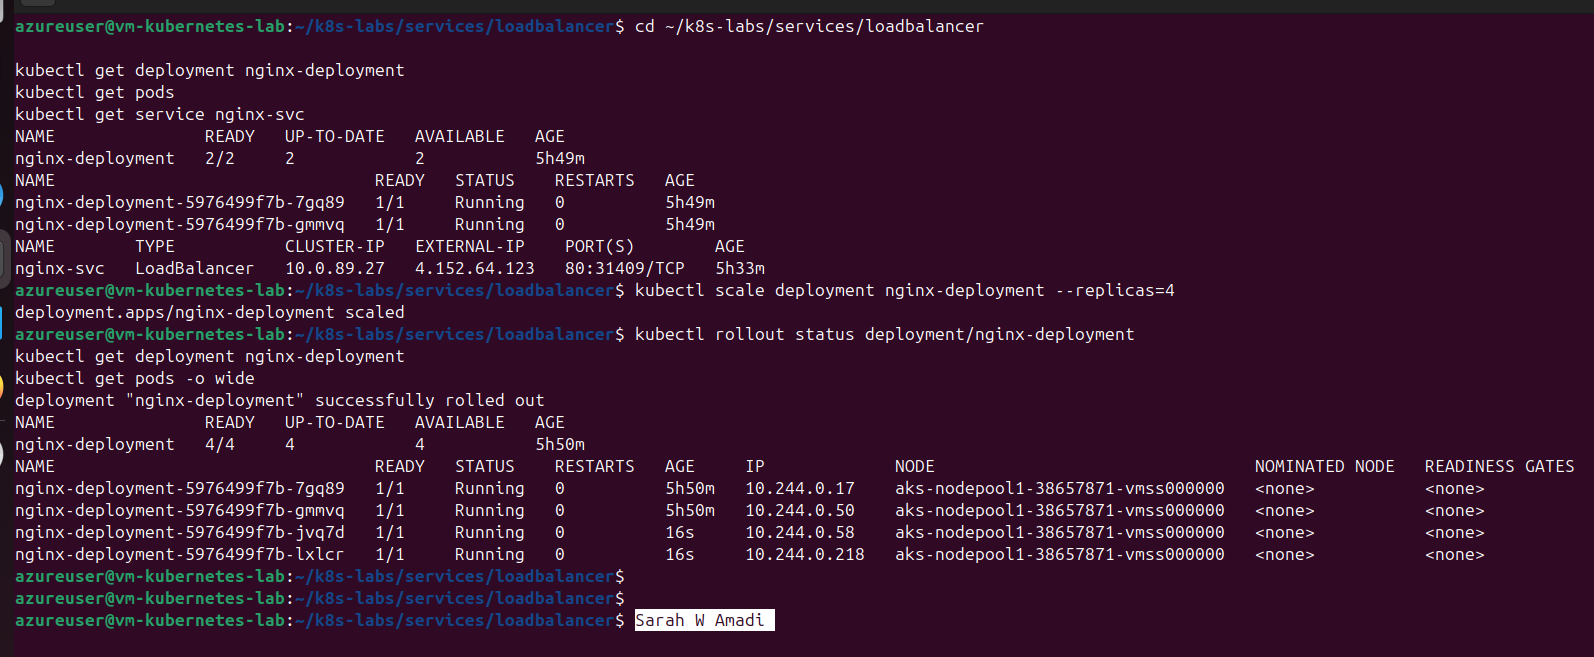 azureuser@vm-kubernetes-lab:~/k8s-labs/services/loadbalancer$ cd ~/k8s-labs/services/loadbalancer
kubectl get deployment nginx-deployment
kubectl get pods
kubectl get service nginx-svc
NAME               READY   UP-TO-DATE   AVAILABLE   AGE
nginx-deployment   2/2     2            2           5h49m
NAME                                READY   STATUS    RESTARTS   AGE
nginx-deployment-5976499f7b-7gq89   1/1     Running   0          5h49m
nginx-deployment-5976499f7b-gmmvq   1/1     Running   0          5h49m
NAME        TYPE           CLUSTER-IP   EXTERNAL-IP    PORT(S)        AGE
nginx-svc   LoadBalancer   10.0.89.27   4.152.64.123   80:31409/TCP   5h33m
azureuser@vm-kubernetes-lab:~/k8s-labs/services/loadbalancer$ kubectl scale deployment nginx-deployment --replicas=4
deployment.apps/nginx-deployment scaled
azureuser@vm-kubernetes-lab:~/k8s-labs/services/loadbalancer$ kubectl rollout status deployment/nginx-deployment
kubectl get deployment nginx-deployment
kubectl get pods -o wide
deployment "nginx-deployment" successfully rolled out
NAME               READY   UP-TO-DATE   AVAILABLE   AGE
nginx-deployment   4/4     4            4           5h50m
NAME                                READY   STATUS    RESTARTS   AGE     IP             NODE                                NOMINATED NODE   READINESS GATES
nginx-deployment-5976499f7b-7gq89   1/1     Running   0          5h50m   10.244.0.17    aks-nodepool1-38657871-vmss000000   <none>           <none>
nginx-deployment-5976499f7b-gmmvq   1/1     Running   0          5h50m   10.244.0.50    aks-nodepool1-38657871-vmss000000   <none>           <none>
nginx-deployment-5976499f7b-jvq7d   1/1     Running   0          16s     10.244.0.58    aks-nodepool1-38657871-vmss000000   <none>           <none>
nginx-deployment-5976499f7b-lxlcr   1/1     Running   0          16s     10.244.0.218   aks-nodepool1-38657871-vmss000000   <none>           <none>
azureuser@vm-kubernetes-lab:~/k8s-labs/services/loadbalancer$
azureuser@vm-kubernetes-lab:~/k8s-labs/services/loadbalancer$
azureuser@vm-kubernetes-lab:~/k8s-labs/services/loadbalancer$ Sarah W Amadi